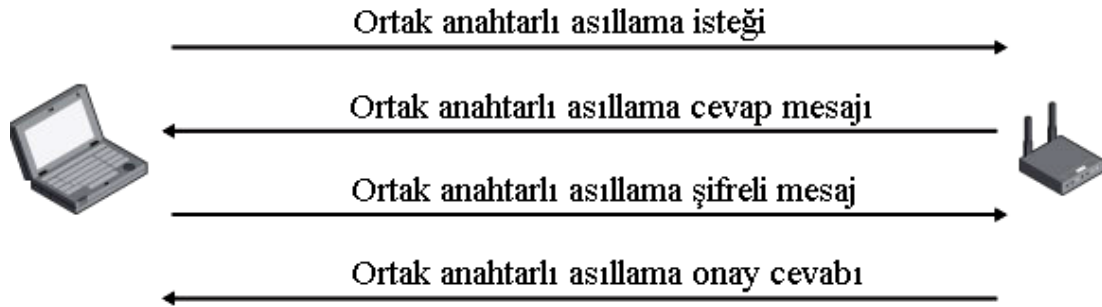 Ortak anahtarlı asıllama isteği
Ortak anahtarlı asıllama cevap mesajı
Ortak anahtarlı asıllama şifreli mesaj
Ortak anahtarlı asıllama onay cevabı